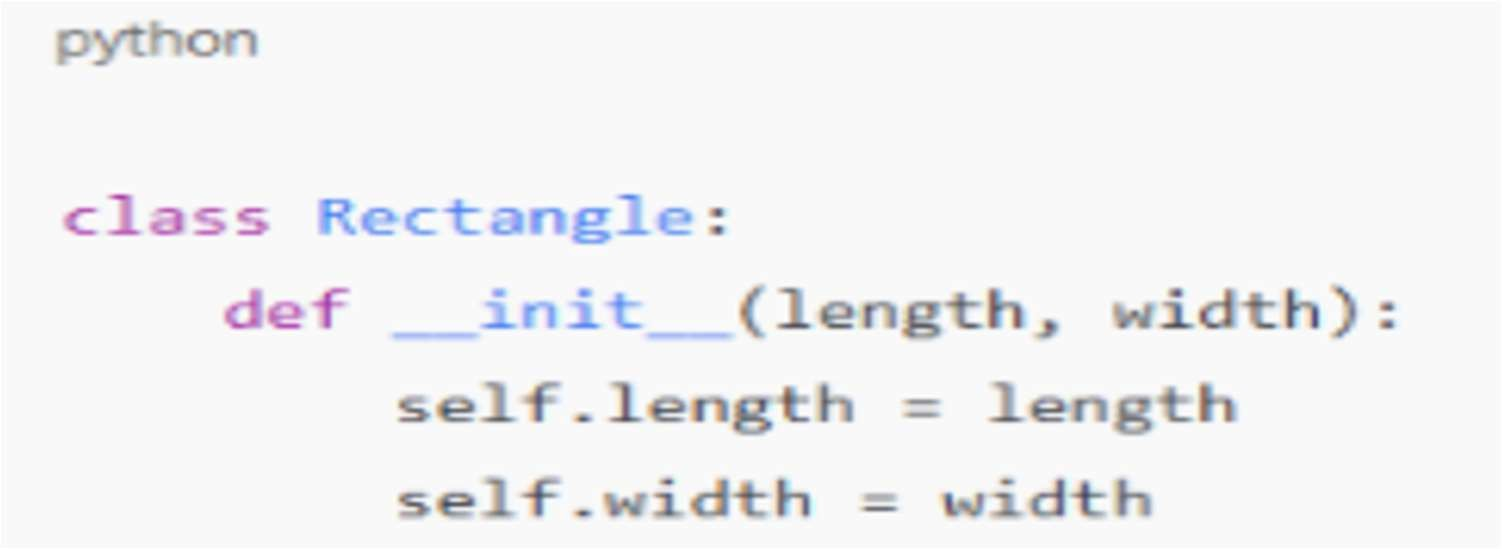 python
class Rectangle:
    def __init__(length, width):
        self.length = length
        self.width = width